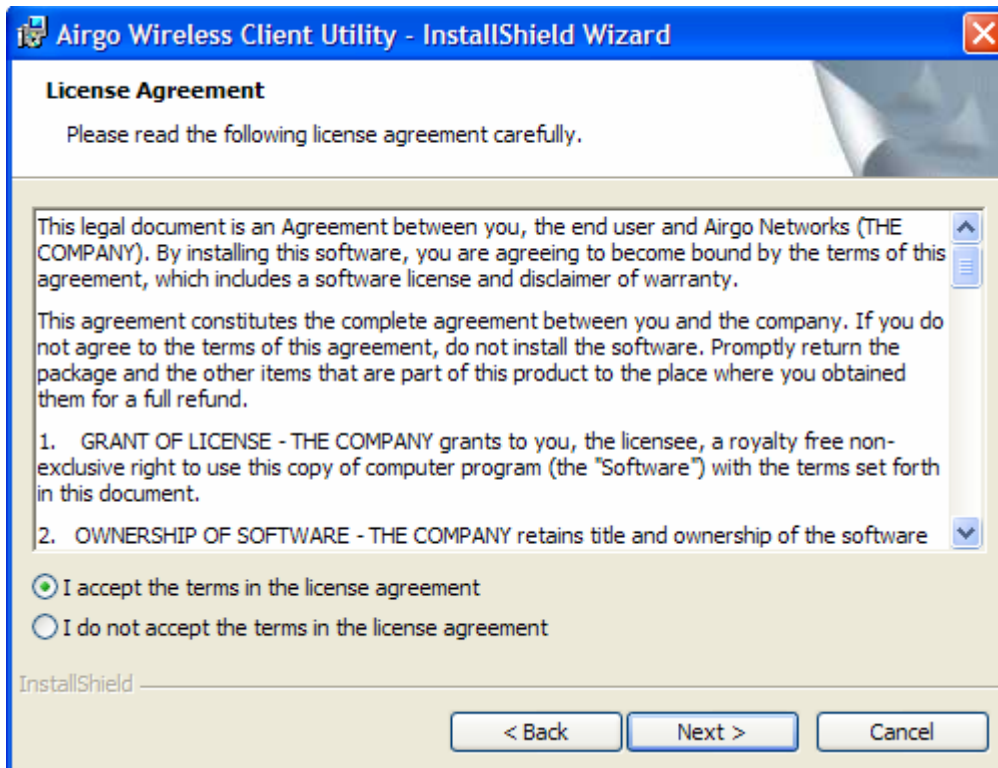 Airgo Wireless Client Utility - InstallShield Wizard
License Agreement
Please read the following license agreement carefully.
This legal document is an Agreement between you, the end user and Airgo Networks (THE
COMPANY). By installing this software, you are agreeing to become bound by the terms of this
agreement, which includes a software license and disclaimer of warranty.
This agreement constitutes the complete agreement between you and the company. If you do
not agree to the terms of this agreement, do not install the software. Promptly return the
package and the other items that are part of this product to the place where you obtained
them for a full refund.
1. GRANT OF LICENSE - THE COMPANY grants to you, the licensee, a royalty free non-
exclusive right to use this copy of computer program (the "Software") with the terms set forth
in this document.
2. OWNERSHIP OF SOFTWARE - THE COMPANY retains title and ownership of the software
I accept the terms in the license agreement
I do not accept the terms in the license agreement
InstallShield
< Back
Next >
Cancel